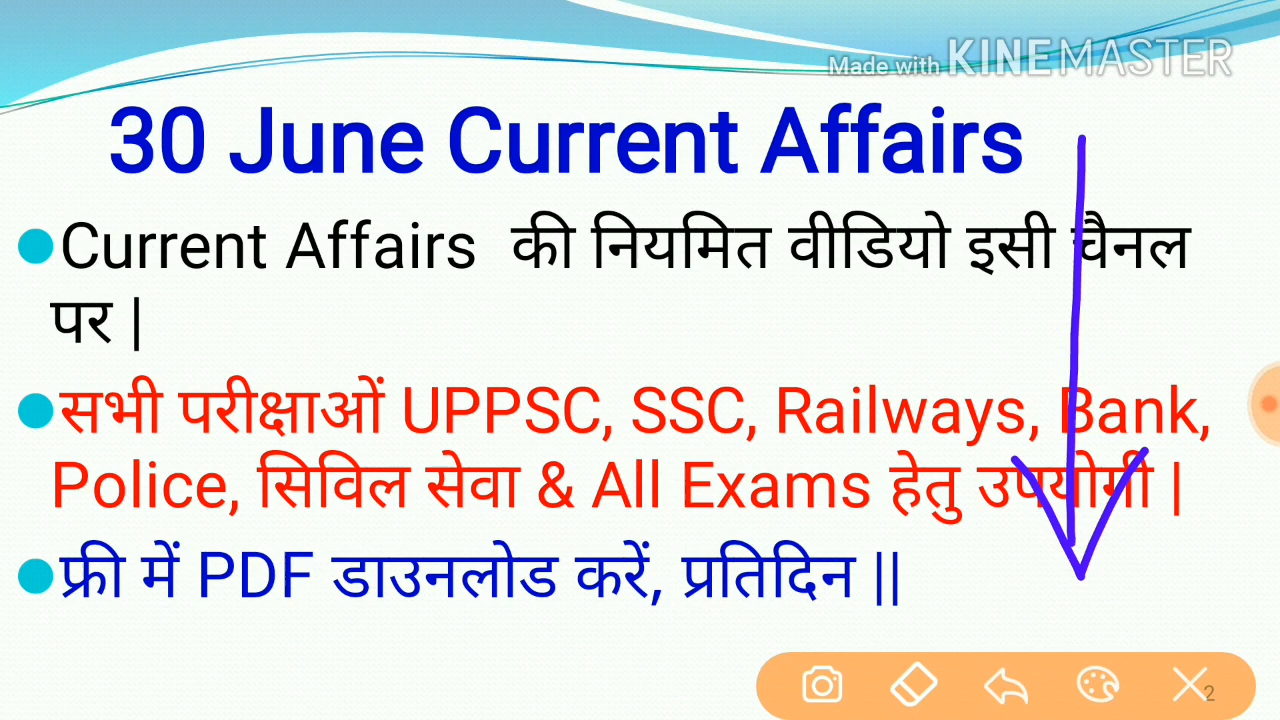 Made with KINEMASTER
30 June Current Affairs
Current Affairs की नियमित वीडियो इसी चैनल
पर |
सभी परीक्षाओं UPPSC, SSC, Railways, Bank,
Police, सिविल सेवा & All Exams हेतु उपयोगी |
फ्री में PDF डाउनलोड करें, प्रतिदिन ||
2